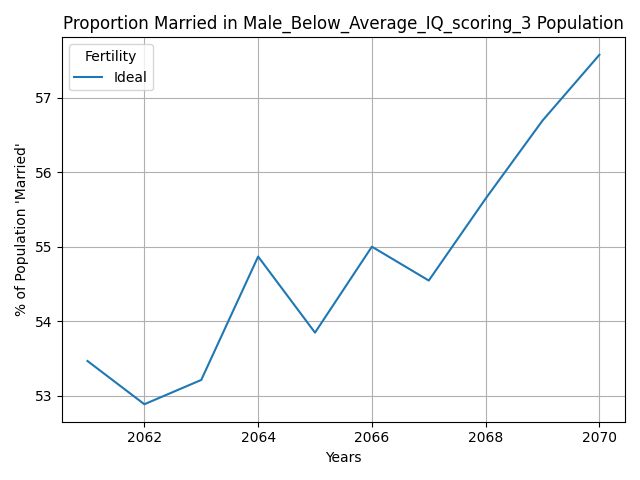 Proportion Married in Male_Below_Average_IQ_scoring_3 Population
Fertility
Ideal
57
56
55
54
53
% of Population 'Married'
2062 2064 2066 2068 2070
Years